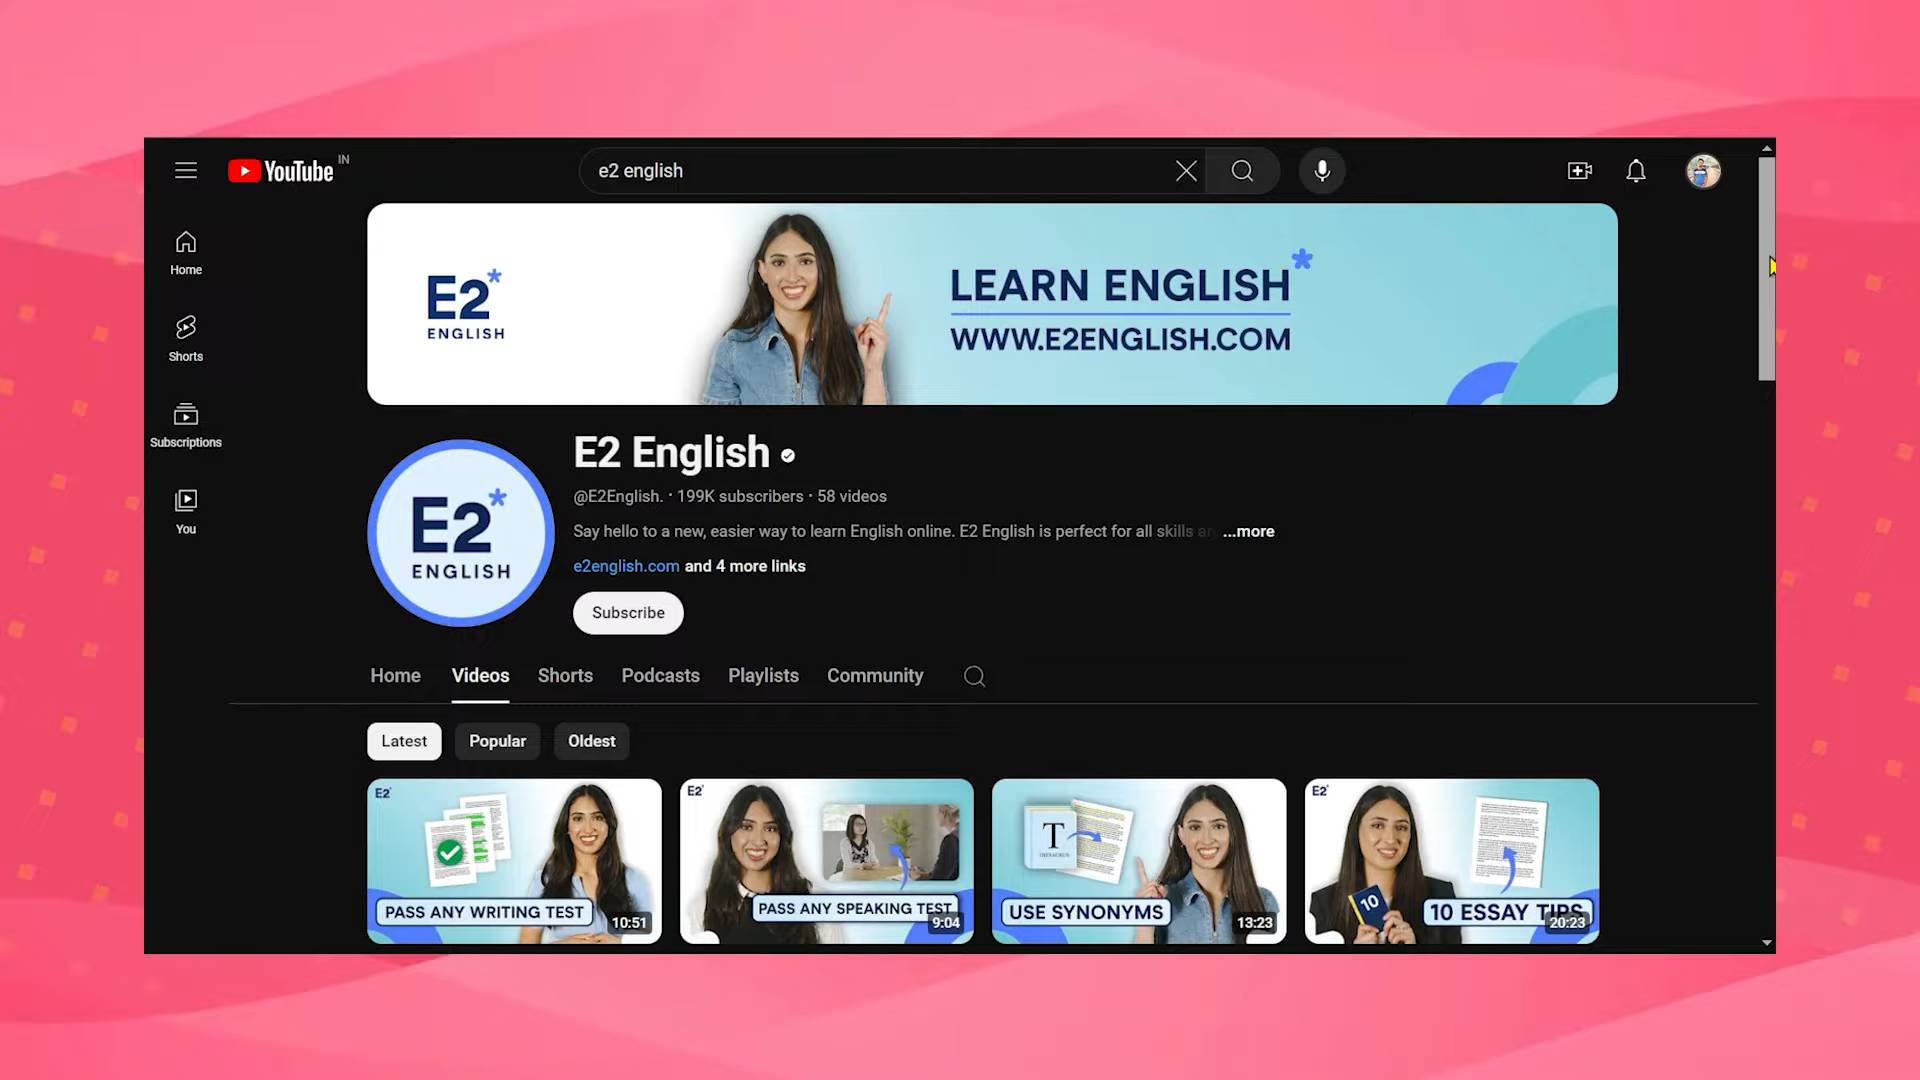 YouTube IN
e2 english
Home
Shorts
Subscriptions
You
E2*
ENGLISH
LEARN ENGLISH*
WWW.E2ENGLISH.COM
E2*
ENGLISH
E2 English
@E2English. · 199K subscribers · 58 videos
Say hello to a new, easier way to learn English online. E2 English is perfect for all skills ...more
e2english.com and 4 more links
Subscribe
Home Videos Shorts Podcasts Playlists Community
Latest Popular Oldest
E2*
PASS ANY WRITING TEST
10:51
E2*
PASS ANY SPEAKING TEST
9:04
T
THESAURUS
USE SYNONYMS
13:23
E2*
10
10 ESSAY TIPS
20:23